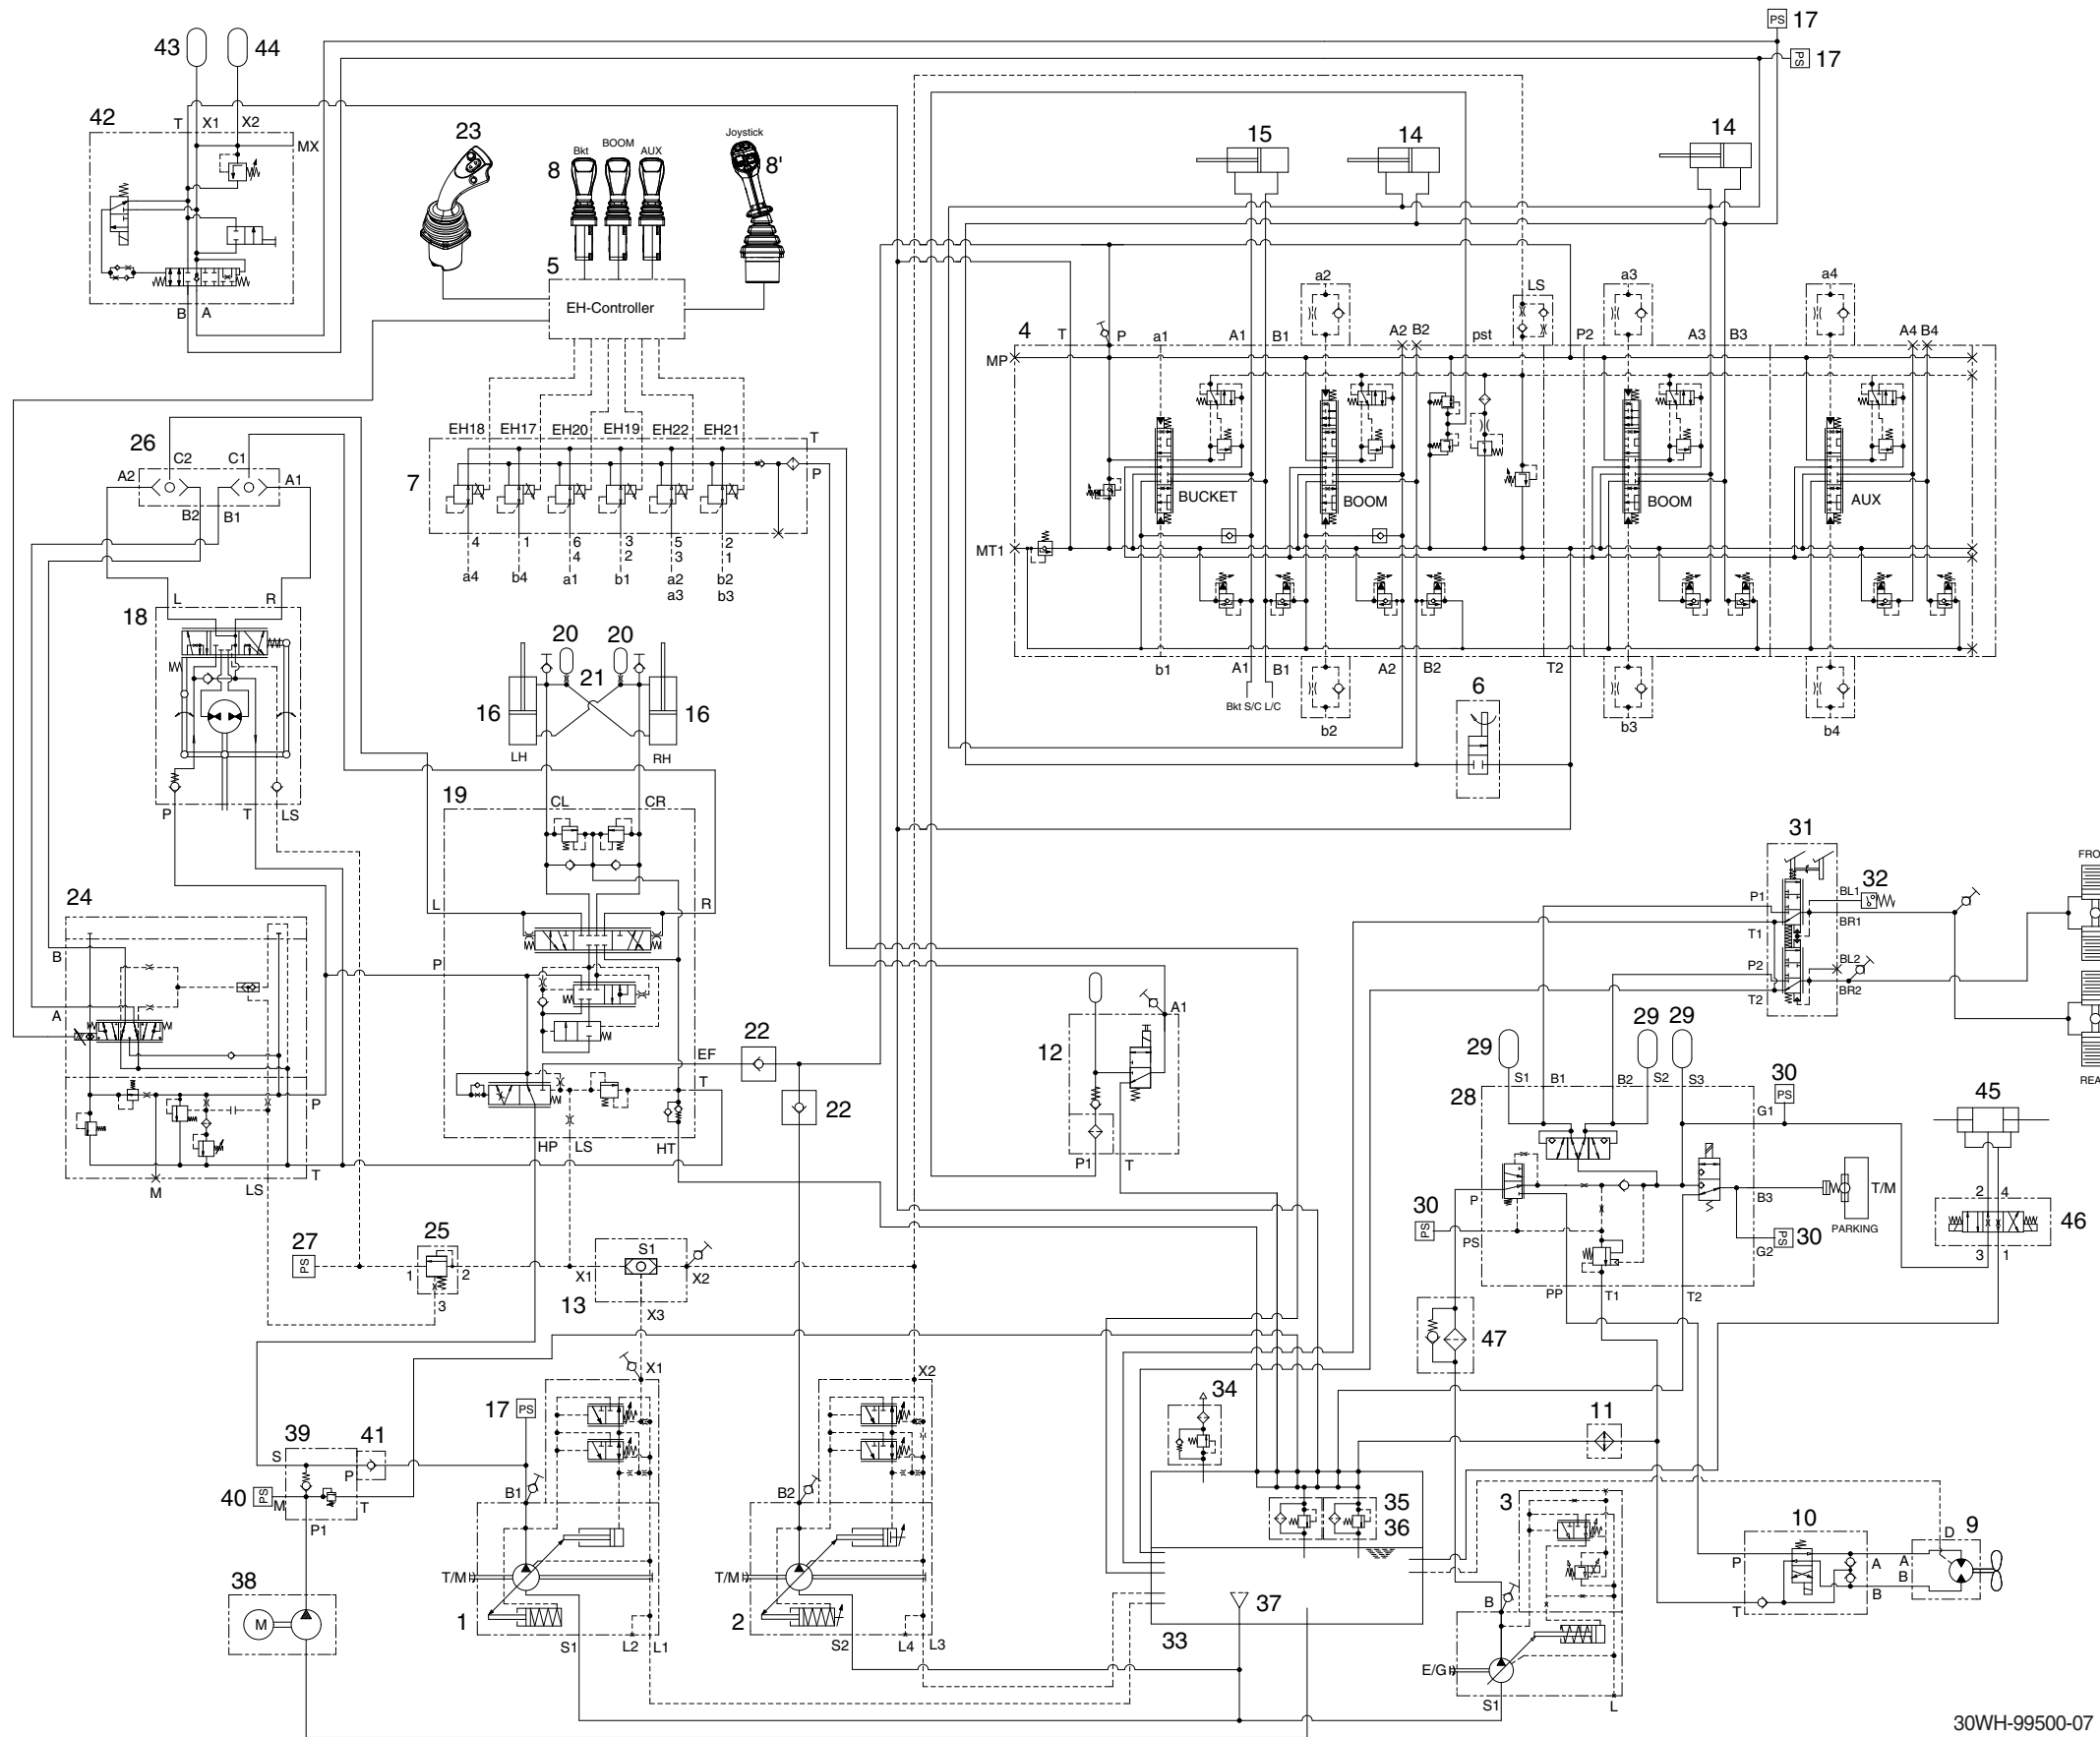 PS 17
PS 17
43 44
42
T X1 X2
MX
B A
23
8
Bkt BOOM AUX
Joystick
8'
5
EH-Controller
15 14 14
a2 a3 a4
LS
4 T P a1 A1 B1 A2 B2 pst P2 A3 B3 A4 B4
MP
BUCKET BOOM BOOM AUX
MT1
b1 A1 B1 A2 B2 T2
Bkt S/C L/C
b2 b3 b4
6
EH18 EH17 EH20 EH19 EH22 EH21
T
P
7
4 1 6 3 5 2
4 2 3 1
a4 b4 a1 b1 a2 b2
a3 b3
26 C2 C1
A2 A1
B2 B1
18 L R
P T LS
20 20
21
16 16
LH RH
19 CL CR
L R
P
EF
T
HP LS HT
22
22
24
B
A
P
T
M LS
12
A1
P1 T
31
P1 BL1 32
T1 BR1
P2 BL2
T2 BR2
FRO
REA
29 29 29
S1 B1 B2 S2 S3
28
30
PS
G1
P
B3
T/M
PARKING
30
PS
PS
PS 30
G2
PP T1 T2
45
2 4
46
3 1
47
27
PS
25
1 2
3
13
S1
X1 X2
X3
X1 X2
17 PS
39 41
S
P
40 PS M T
P1
38
M
B1 B2
T/M T/M
1 2
S1 L2 L1
S2 L4 L3
34
35
36
37
33
11
3
B
E/G
S1 L
10
P A
B
T
9
D
A
B
30WH-99500-07